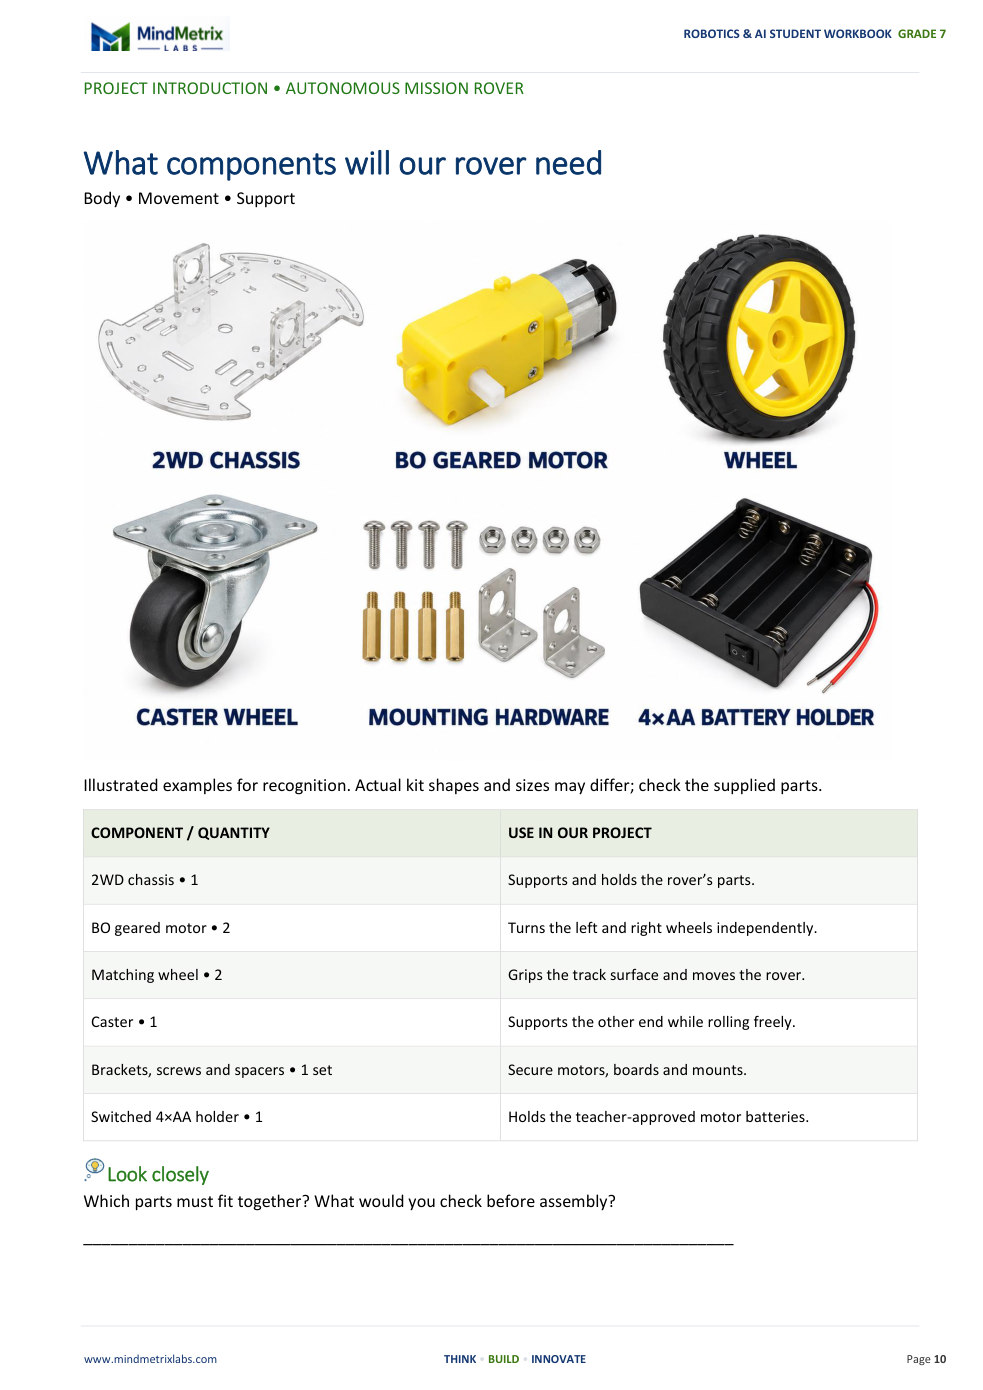 MindMetrix
LABS
ROBOTICS & AI STUDENT WORKBOOK GRADE 7
PROJECT INTRODUCTION • AUTONOMOUS MISSION ROVER
What components will our rover need
Body • Movement • Support
2WD CHASSIS
BO GEARED MOTOR
WHEEL
CASTER WHEEL
MOUNTING HARDWARE
4×AA BATTERY HOLDER
Illustrated examples for recognition. Actual kit shapes and sizes may differ; check the supplied parts.
COMPONENT / QUANTITY
USE IN OUR PROJECT
2WD chassis • 1
Supports and holds the rover’s parts.
BO geared motor • 2
Turns the left and right wheels independently.
Matching wheel • 2
Grips the track surface and moves the rover.
Caster • 1
Supports the other end while rolling freely.
Brackets, screws and spacers • 1 set
Secure motors, boards and mounts.
Switched 4×AA holder • 1
Holds the teacher-approved motor batteries.
Look closely
Which parts must fit together? What would you check before assembly?
www.mindmetrixlabs.com
THINK • BUILD • INNOVATE
Page 10